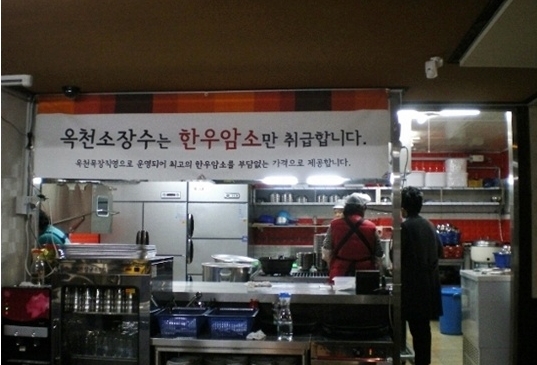 옥천소장수는 한우암소만 취급합니다.
옥천목장직영으로 운영되어 최고의 한우암소를 부담없는 가격으로 제공합니다.